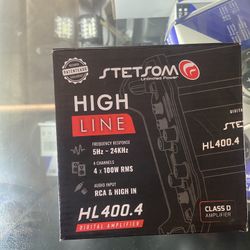 STETSOM
Unlimited Power
HIGH
LINE
FREQUENCY RESPONSE
5Hz - 24KHz
4 CHANNELS
4 x 100W RMS
AUDIO INPUT
RCA & HIGH IN
HL400.4
DIGITAL AMPLIFIER
CLASS D
AMPLIFIER
HL400.4